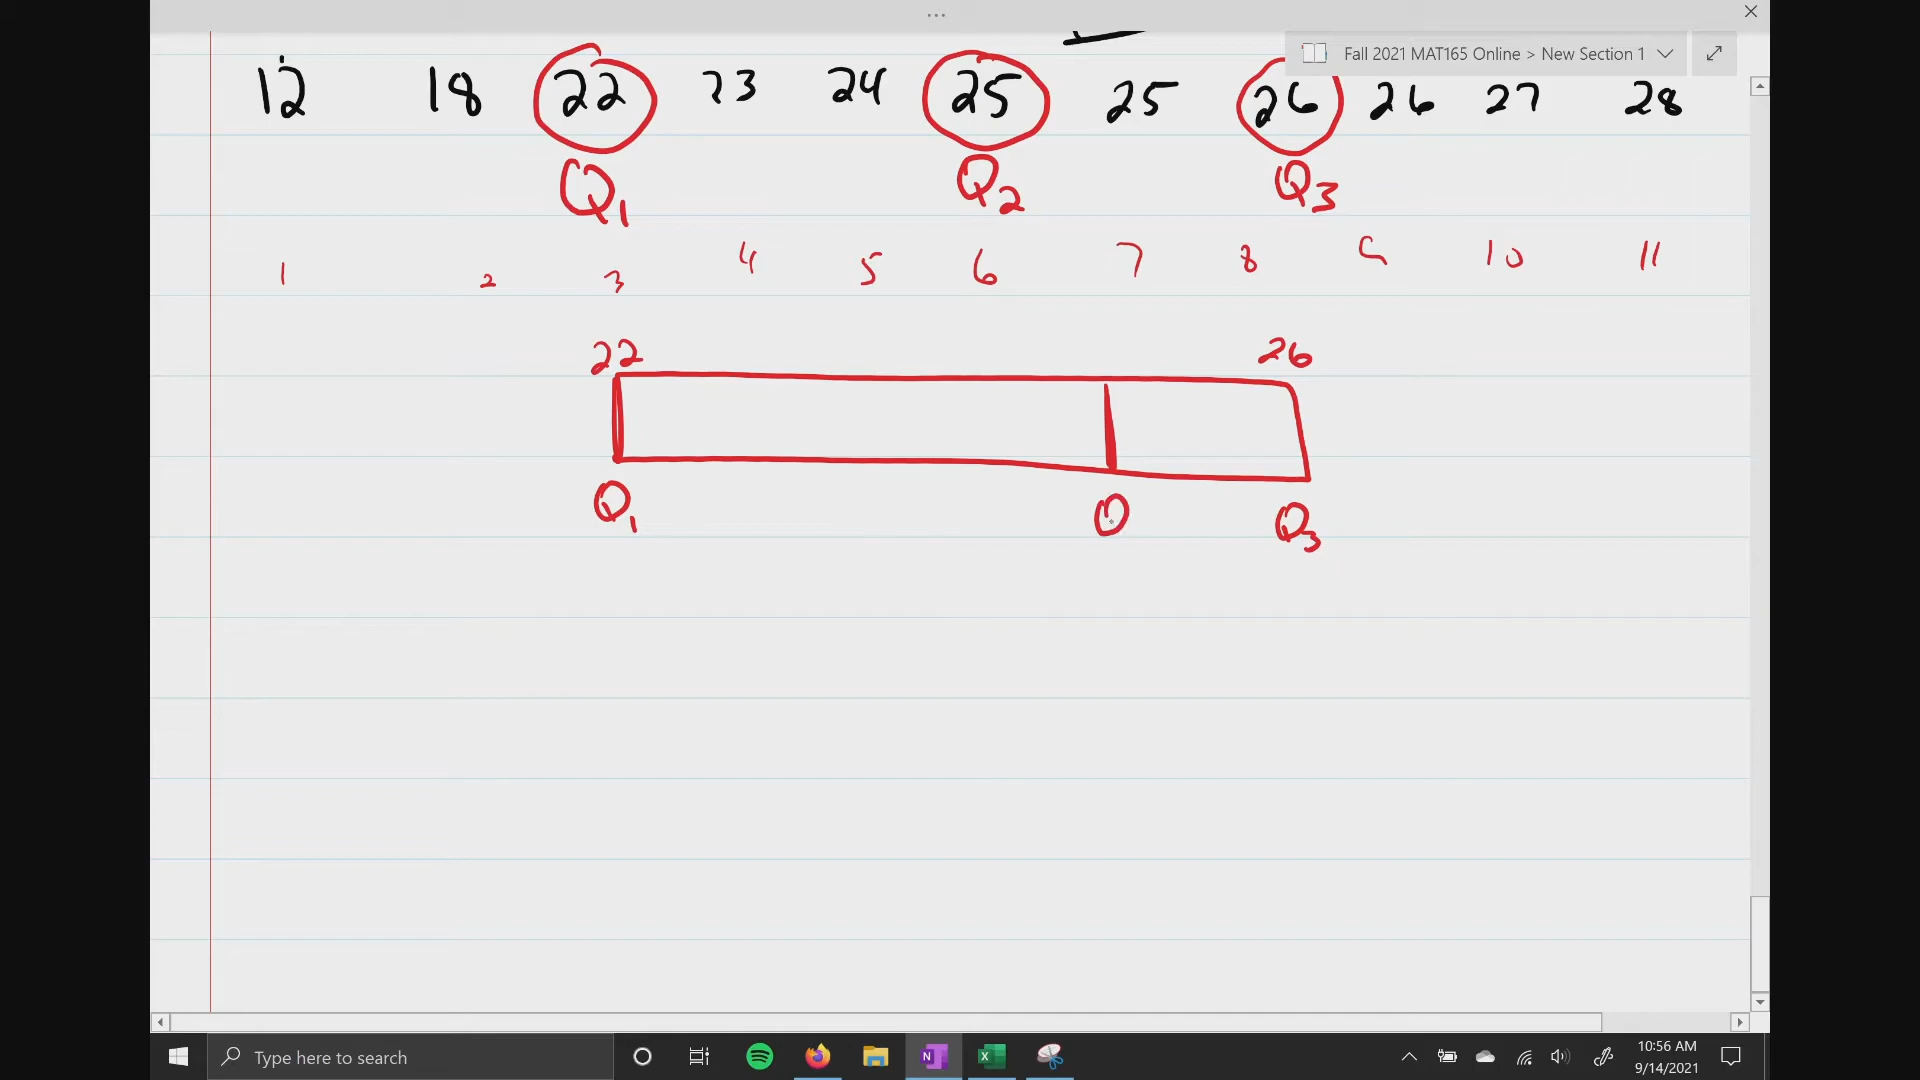 Fall 2021 MAT165 Online > New Section 1
12 18 22 23 24 25 25 26 26 27 28
Q1 Q2 Q3
1 2 3 4 5 6 7 8 9 10 11
22 26
Q1 Q3
Type here to search
10:56 AM
9/14/2021